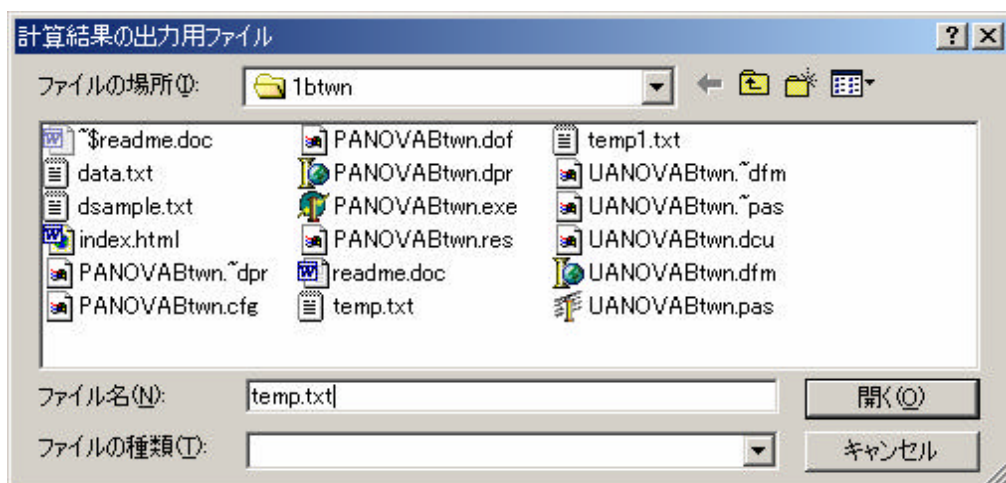 計算結果の出力用ファイル
ファイルの場所(I):
1btwn
~$readme.doc
data.txt
dsample.txt
index.html
PANOVABtwn.~dpr
PANOVABtwn.cfg
PANOVABtwn.dof
PANOVABtwn.dpr
PANOVABtwn.exe
PANOVABtwn.res
readme.doc
temp.txt
temp1.txt
UANOVABtwn.~dfm
UANOVABtwn.~pas
UANOVABtwn.dcu
UANOVABtwn.dfm
UANOVABtwn.pas
ファイル名(N):
temp.txt
開く(O)
ファイルの種類(T):
キャンセル